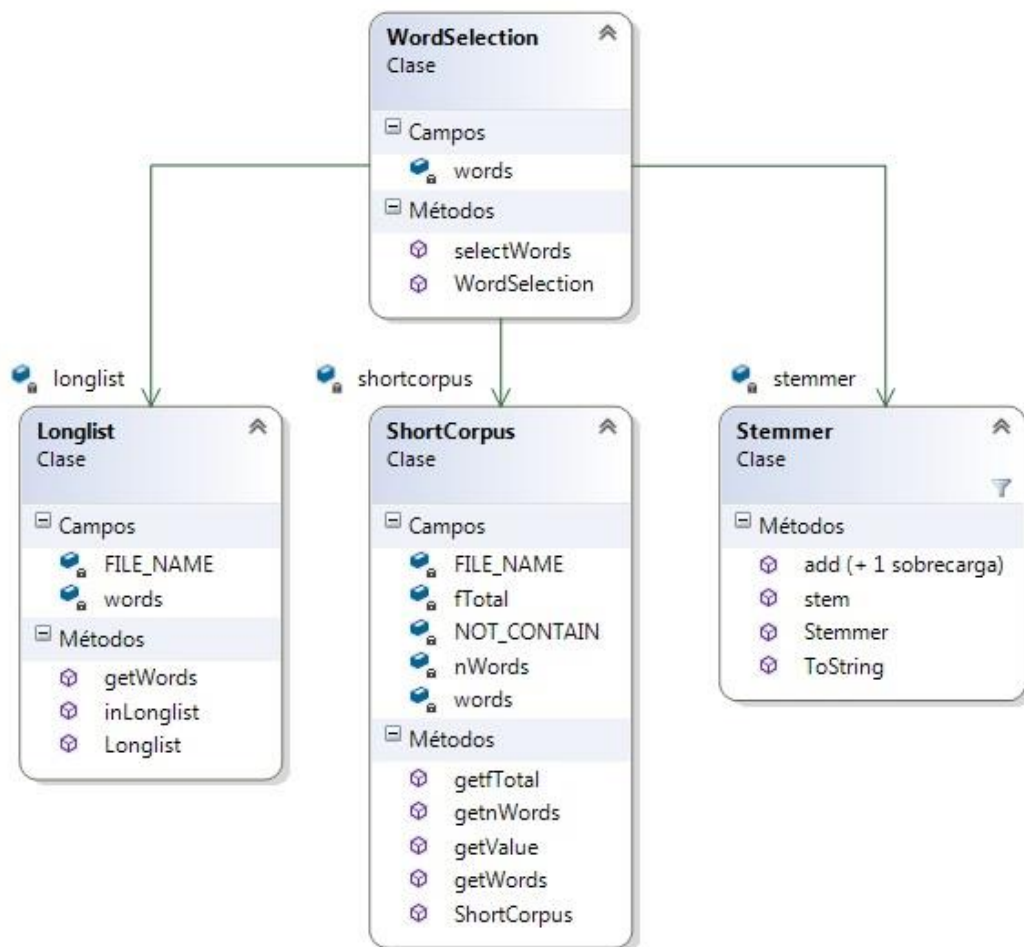 WordSelection
Clase
Campos
words
Métodos
selectWords
WordSelection
longlist
shortcorpus
stemmer
Longlist
Clase
Campos
FILE_NAME
words
Métodos
getWords
inLonglist
Longlist
ShortCorpus
Clase
Campos
FILE_NAME
fTotal
NOT_CONTAIN
nWords
words
Métodos
getfTotal
getnWords
getValue
getWords
ShortCorpus
Stemmer
Clase
Métodos
add (+ 1 sobrecarga)
stem
Stemmer
ToString